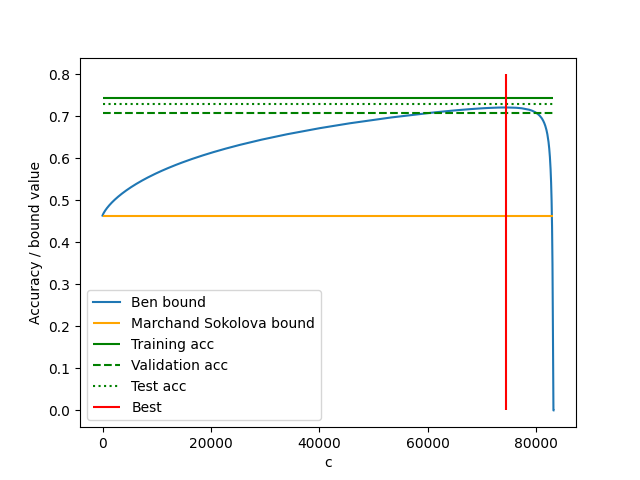 0.8
0.7
0.6
0.5
0.4
0.3
0.2
0.1
0.0
Accuracy / bound value
Ben bound
Marchand Sokolova bound
Training acc
Validation acc
Test acc
Best
0 20000 40000 60000 80000
c